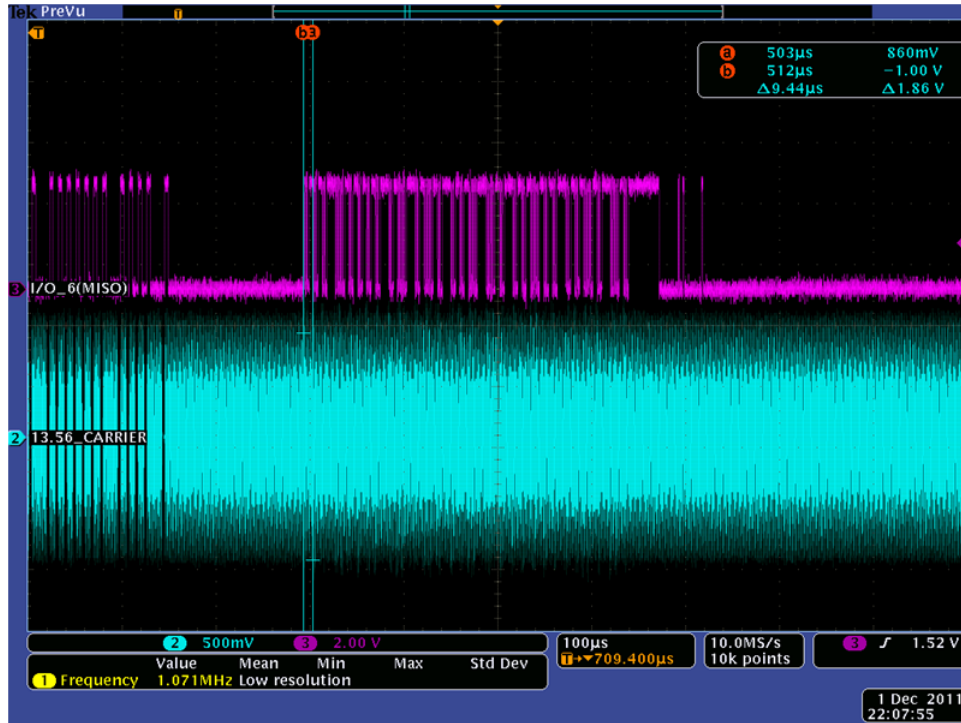 Tek PreVu
T
T
b a
a 503µs 860mV
b 512µs −1.00 V
Δ9.44µs Δ1.86 V
3 I/O_6(MISO)
2 13.56_CARRIER
2 500mV 3 2.00 V
Value Mean Min Max Std Dev
1 Frequency 1.071MHz Low resolution
100µs
T→▼709.400µs
10.0MS/s
10k points
3 1.52 V
1 Dec 2011
22:07:55